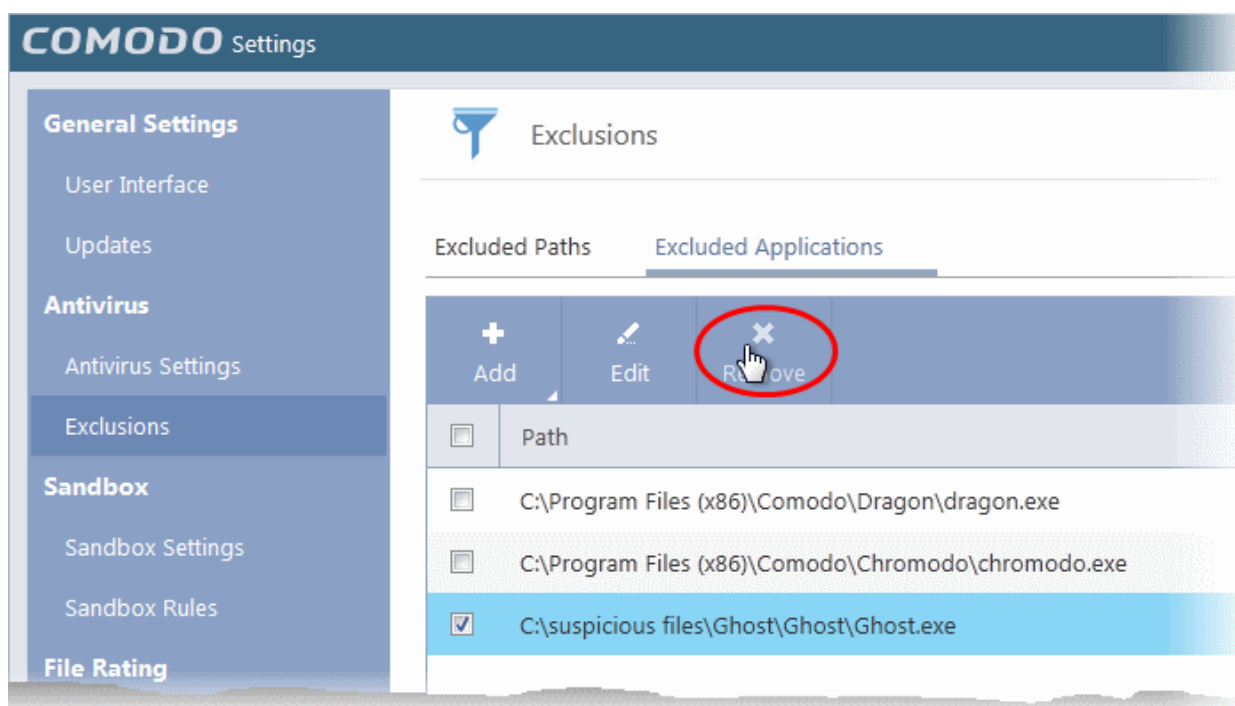 COMODO Settings
General Settings
User Interface
Updates
Antivirus
Antivirus Settings
Exclusions
Sandbox
Sandbox Settings
Sandbox Rules
File Rating
Exclusions
Excluded Paths Excluded Applications
Add Edit Remove
Path
C:\Program Files (x86)\Comodo\Dragon\dragon.exe
C:\Program Files (x86)\Comodo\Chromodo\chromodo.exe
C:\suspicious files\Ghost\Ghost\Ghost.exe